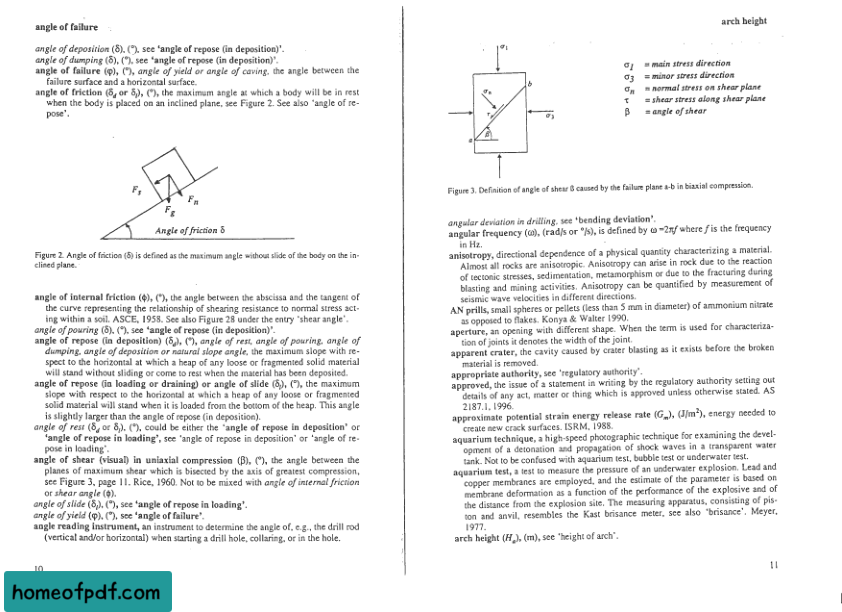 angle of failure
angle of deposition (δ), (°), see ‘angle of repose (in deposition)’.
angle of dumping (δ), (°), see ‘angle of repose (in deposition)’.
angle of failure (φ), (°), angle of yield or angle of caving, the angle between the
failure surface and a horizontal surface.
angle of friction (δd or δl), (°), the maximum angle at which a body will be in rest
when the body is placed on an inclined plane, see Figure 2. See also ‘angle of re-
pose’.
Fs
Fn
Fg
Angle of friction δ
Figure 2. Angle of friction (δ) is defined as the maximum angle without slide of the body on the in-
clined plane.
angle of internal friction (ϕ), (°), the angle between the abscissa and the tangent of
the curve representing the relationship of shearing resistance to normal stress act-
ing within a soil. ASCE, 1958. See also Figure 28 under the entry ‘shear angle’.
angle of pouring (δ), (°), see ‘angle of repose (in deposition)’.
angle of repose (in deposition) (δd), (°), angle of rest, angle of pouring, angle of
dumping, angle of deposition or natural slope angle, the maximum slope with re-
spect to the horizontal at which a heap of any loose or fragmented solid material
will stand without sliding or come to rest when the material has been deposited.
angle of repose (in loading or draining) or angle of slide (δl), (°), the maximum
slope with respect to the horizontal at which a heap of any loose or fragmented
solid material will stand when it is loaded from the bottom of the heap. This angle
is slightly larger than the angle of repose (in deposition).
angle of rest (δd or δl), (°), could be either the ‘angle of repose in deposition’ or
‘angle of repose in loading’, see ‘angle of repose in deposition’ or ‘angle of re-
pose in loading’.
angle of shear (visual) in uniaxial compression (β), (°), the angle between the
planes of maximum shear which is bisected by the axis of greatest compression,
see Figure 3, page 11. Rice, 1960. Not to be mixed with angle of internal friction
or shear angle (ϕ).
angle of slide (δl), (°), see ‘angle of repose in loading’.
angle of yield (φ), (°), see ‘angle of failure’.
angle reading instrument, an instrument to determine the angle of, e.g., the drill rod
(vertical and/or horizontal) when starting a drill hole, collaring, or in the hole.
10
homeofpdf.com
arch height
σ1
b
σn
τ
β
a
σ3
σ1 = main stress direction
σ3 = minor stress direction
σn = normal stress on shear plane
τ = shear stress along shear plane
β = angle of shear
Figure 3. Definition of angle of shear β caused by the failure plane a-b in biaxial compression.
angular deviation in drilling, see ‘bending deviation’.
angular frequency (ω), (rad/s or °/s), is defined by ω =2πf where f is the frequency
in Hz.
anisotropy, directional dependence of a physical quantity characterizing a material.
Almost all rocks are anisotropic. Anisotropy can arise in rock due to the reaction
of tectonic stresses, sedimentation, metamorphism or due to the fracturing during
blasting and mining activities. Anisotropy can be quantified by measurement of
seismic wave velocities in different directions.
AN prills, small spheres or pellets (less than 5 mm in diameter) of ammonium nitrate
as opposed to flakes. Konya & Walter 1990.
aperture, an opening with different shape. When the term is used for characteriza-
tion of joints it denotes the width of the joint.
apparent crater, the cavity caused by crater blasting as it exists before the broken
material is removed.
appropriate authority, see ‘regulatory authority’.
approved, the issue of a statement in writing by the regulatory authority setting out
details of any act, matter or thing which is approved unless otherwise stated. AS
2187.1, 1996.
approximate potential strain energy release rate (Gm), (J/m²), energy needed to
create new crack surfaces. ISRM, 1988.
aquarium technique, a high-speed photographic technique for examining the devel-
opment of a detonation and propagation of shock waves in a transparent water
tank. Not to be confused with aquarium test, bubble test or underwater test.
aquarium test, a test to measure the pressure of an underwater explosion. Lead and
copper membranes are employed, and the estimate of the parameter is based on
membrane deformation as a function of the performance of the explosive and of
the distance from the explosion site. The measuring apparatus, consisting of pis-
ton and anvil, resembles the Kast brisance meter, see also ‘brisance’. Meyer,
1977.
arch height (Ha), (m), see ‘height of arch’.
11